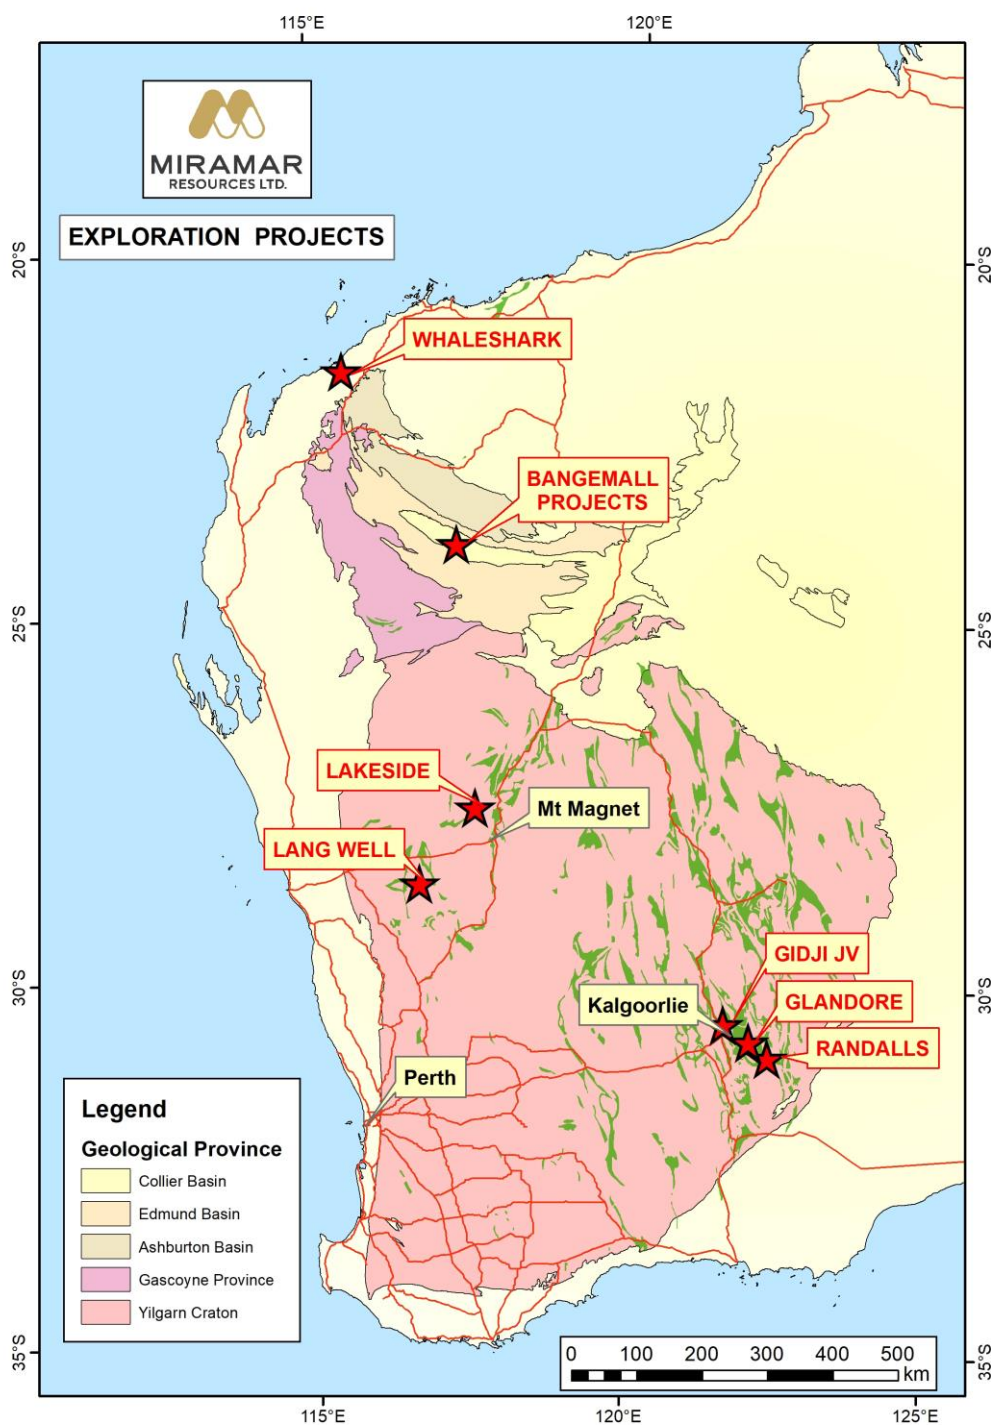 115°E
120°E
MIRAMAR
RESOURCES LTD.
EXPLORATION PROJECTS
20°S
20°S
WHALESHARK
BANGEMALL
PROJECTS
25°S
25°S
LAKESIDE
Mt Magnet
LANG WELL
GIDJI JV
30°S
30°S
Kalgoorlie
GLANDORE
RANDALLS
Perth
Legend
Geological Province
Collier Basin
Edmund Basin
Ashburton Basin
Gascoyne Province
Yilgarn Craton
35°S
35°S
0 100 200 300 400 500
km
115°E
120°E
125°E